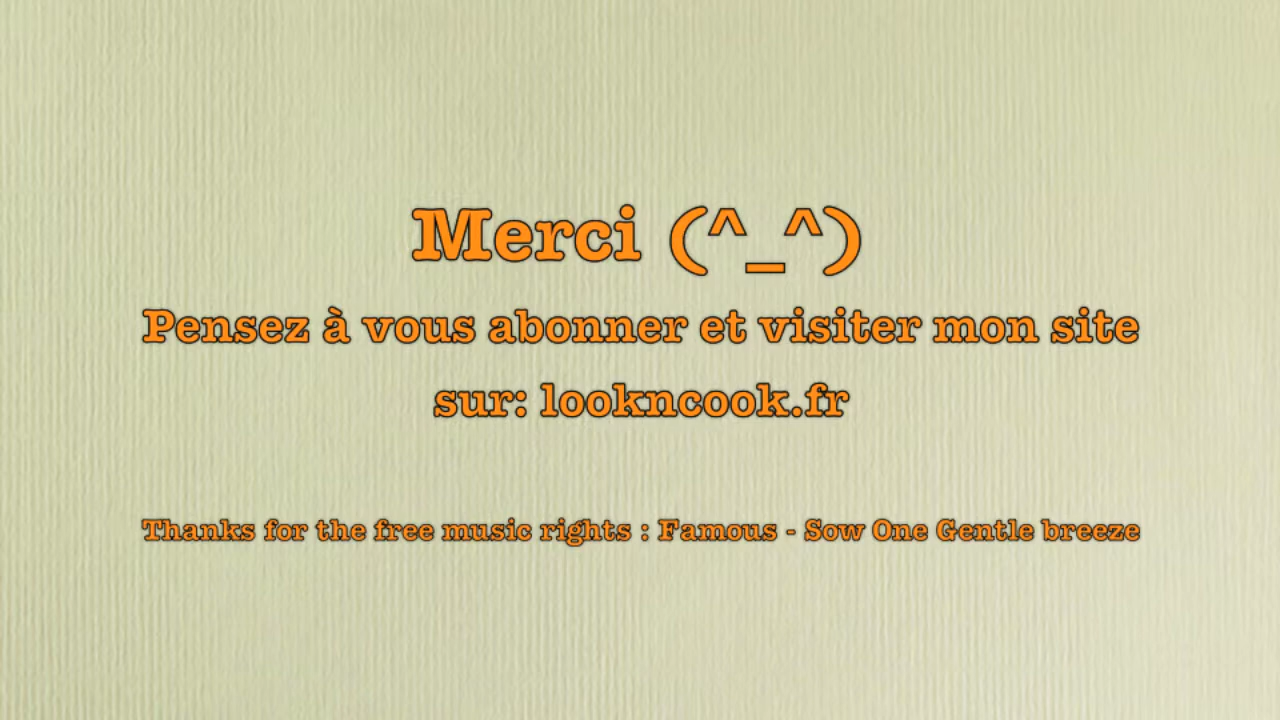 Merci (^_^)
Pensez à vous abonner et visiter mon site
sur: lookncook.fr
Thanks for the free music rights : Famous - Sow One Gentle breeze